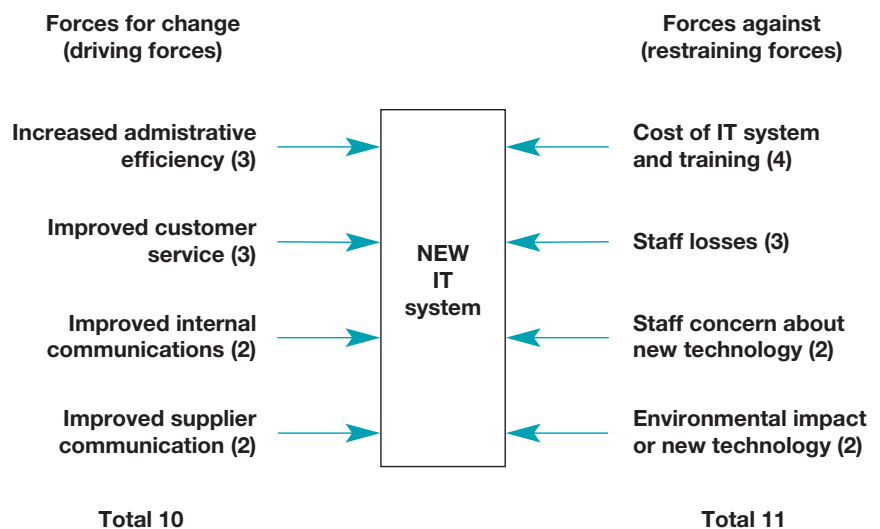 Forces for change
(driving forces)
Forces against
(restraining forces)
Increased admistrative
efficiency (3)
Improved customer
service (3)
Improved internal
communications (2)
Improved supplier
communication (2)
NEW
IT
system
Cost of IT system
and training (4)
Staff losses (3)
Staff concern about
new technology (2)
Environmental impact
or new technology (2)
Total 10
Total 11